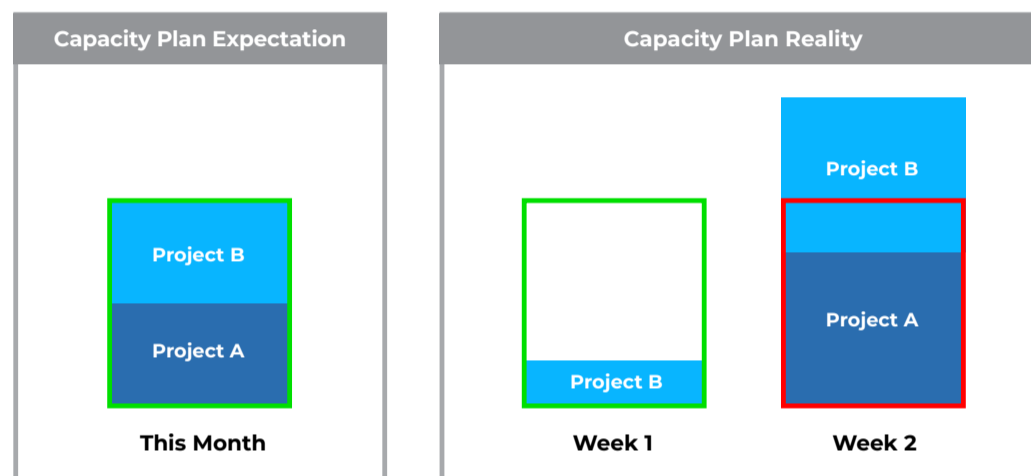 Capacity Plan Expectation
Project B
Project A
This Month
Capacity Plan Reality
Project B
Week 1
Project B
Project A
Week 2